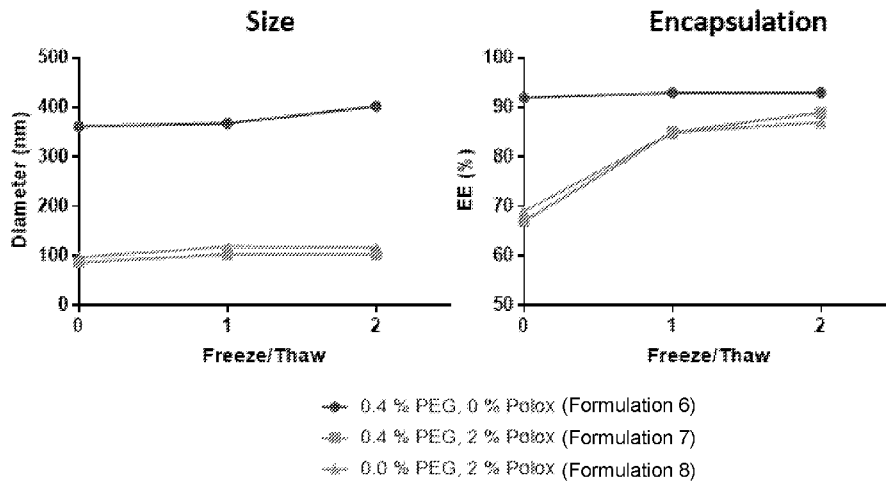 Size
500
400
300
200
100
0
Diameter (nm)
0 1 2
Freeze/Thaw
Encapsulation
100
90
80
70
60
50
EE (%)
0 1 2
Freeze/Thaw
0.4 % PEG, 0 % Polox (Formulation 6)
0.4 % PEG, 2 % Polox (Formulation 7)
0.0 % PEG, 2 % Polox (Formulation 8)